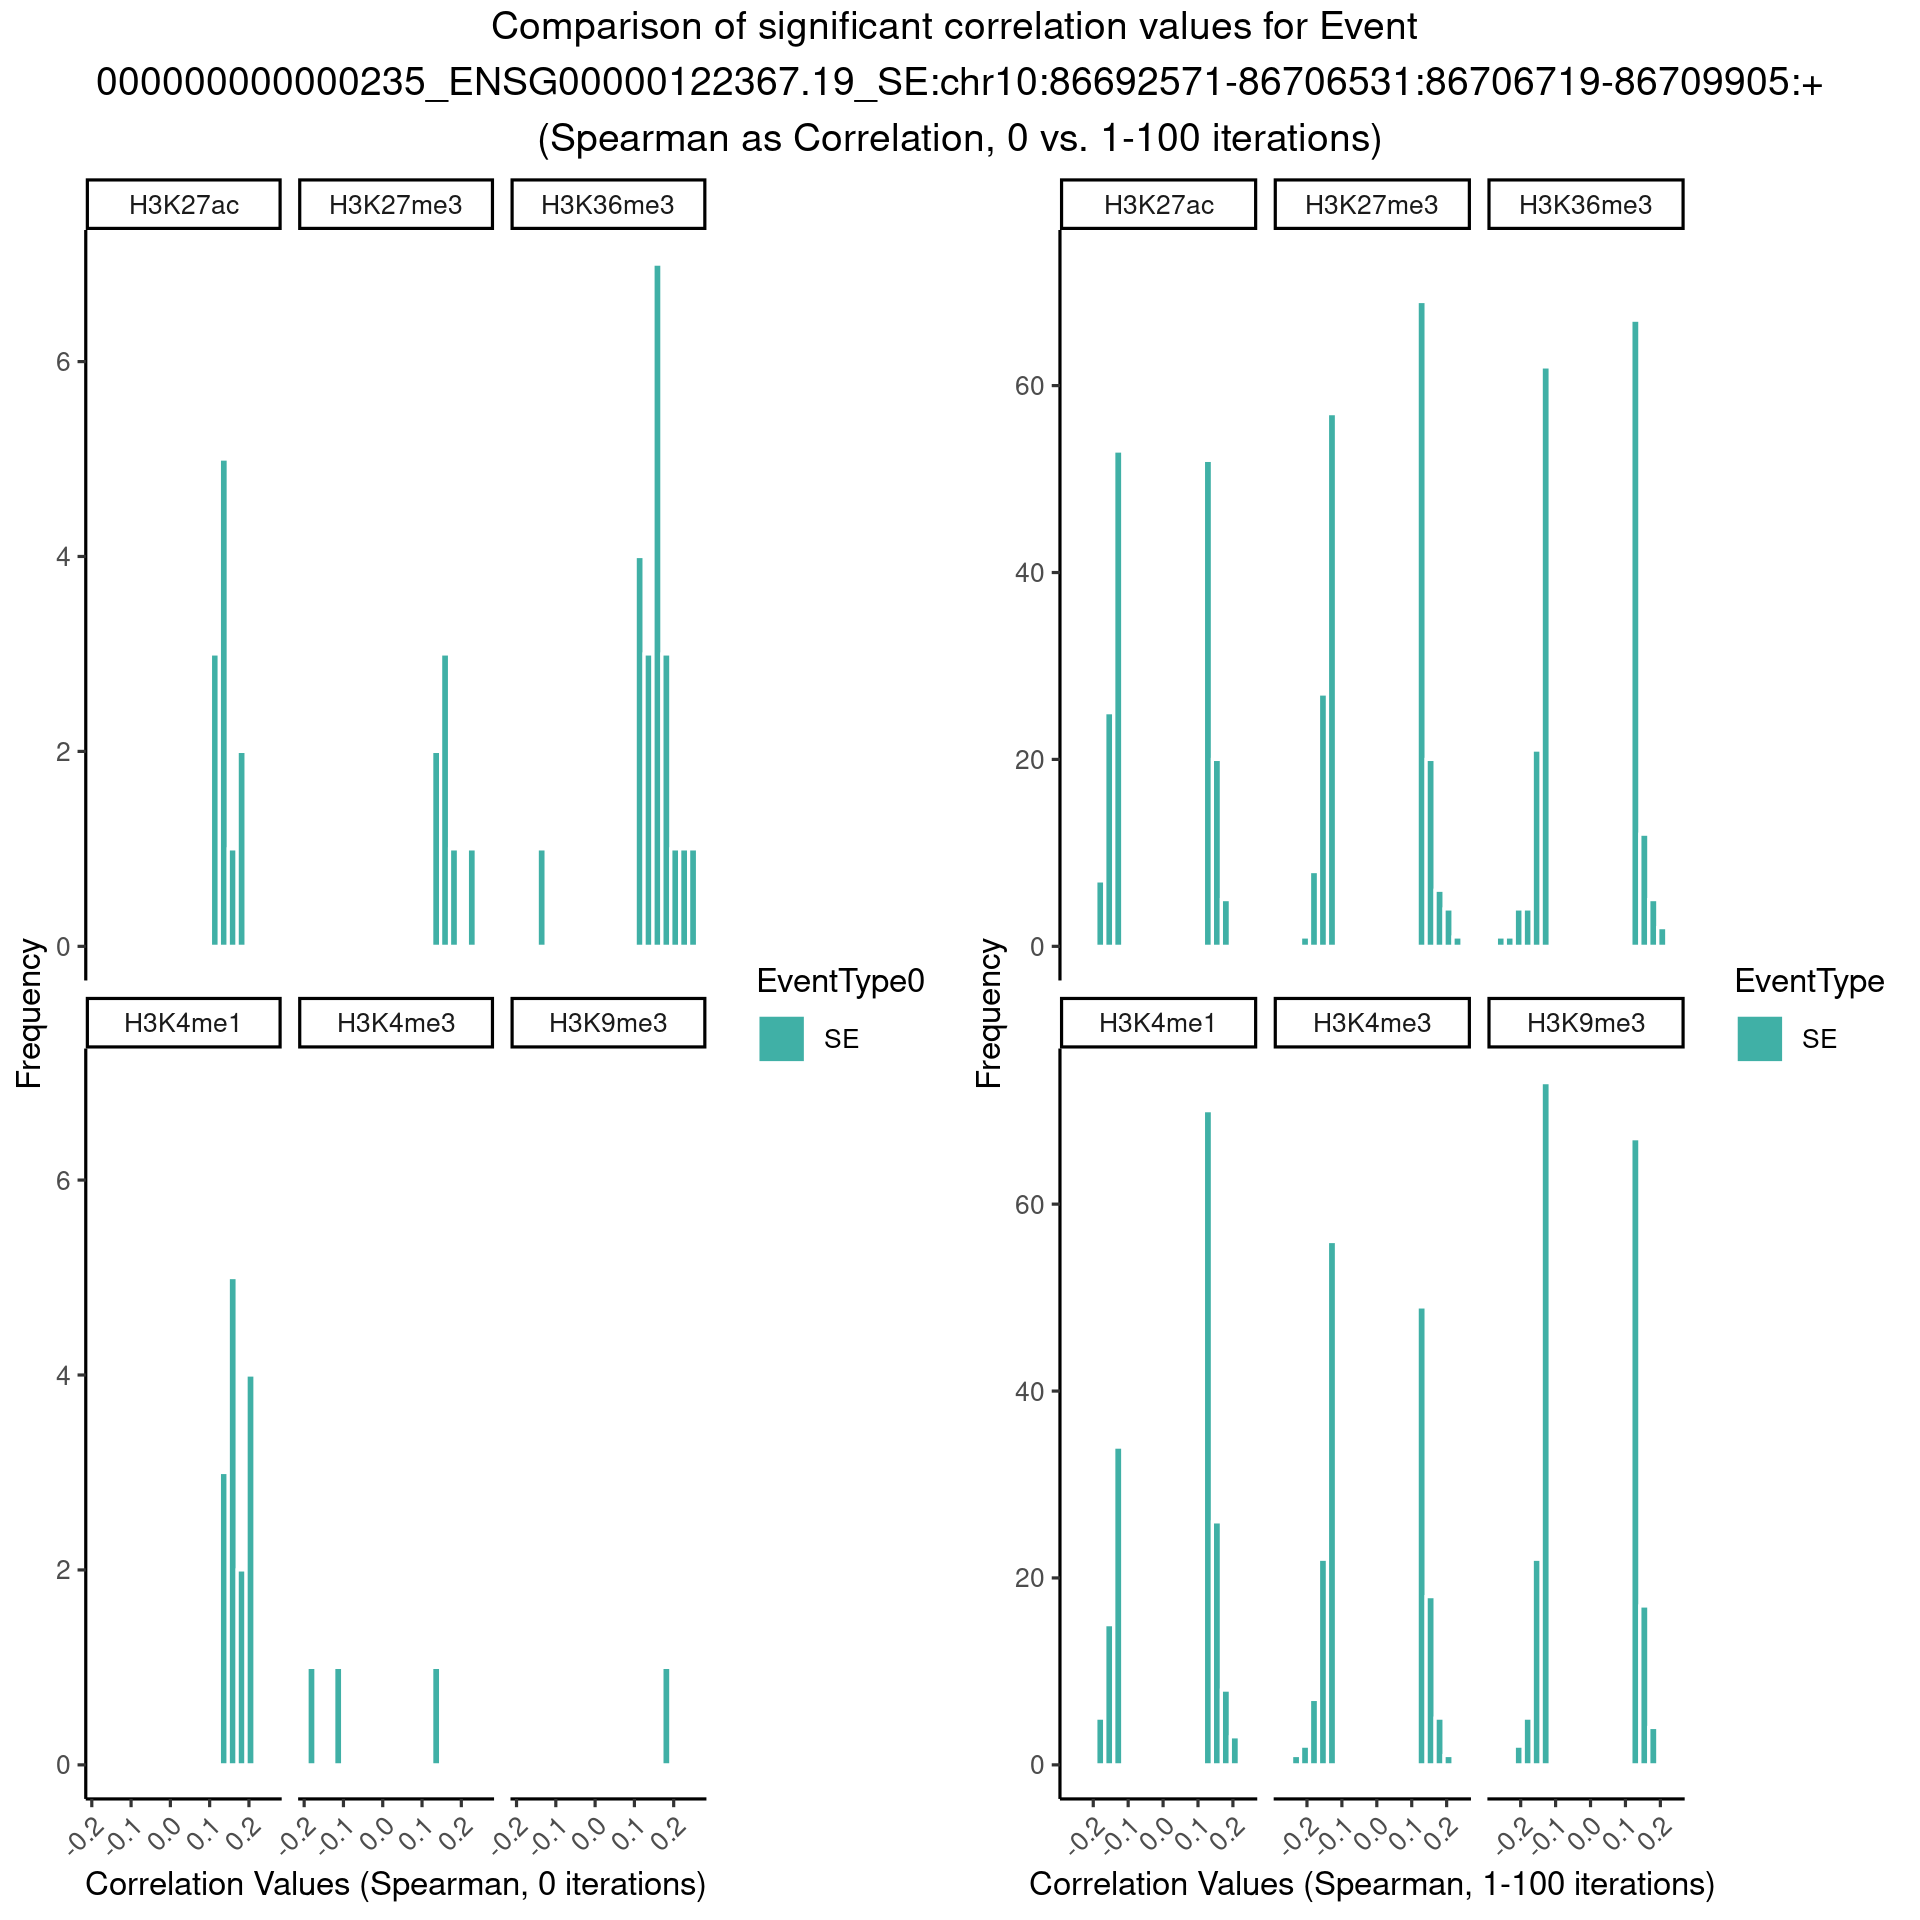 Comparison of significant correlation values for Event
000000000000235_ENSG00000122367.19_SE:chr10:86692571-86706531:86706719-86709905:+
(Spearman as Correlation, 0 vs. 1-100 iterations)
H3K27ac H3K27me3 H3K36me3
6
4
2
0
H3K4me1 H3K4me3 H3K9me3
6
4
2
0
-0.2 -0.1 0.0 0.1 0.2 -0.2 -0.1 0.0 0.1 0.2 -0.2 -0.1 0.0 0.1 0.2
Frequency
Correlation Values (Spearman, 0 iterations)
EventType0
SE
H3K27ac H3K27me3 H3K36me3
60
40
20
0
H3K4me1 H3K4me3 H3K9me3
60
40
20
0
-0.2 -0.1 0.0 0.1 0.2 -0.2 -0.1 0.0 0.1 0.2 -0.2 -0.1 0.0 0.1 0.2
Frequency
Correlation Values (Spearman, 1-100 iterations)
EventType
SE